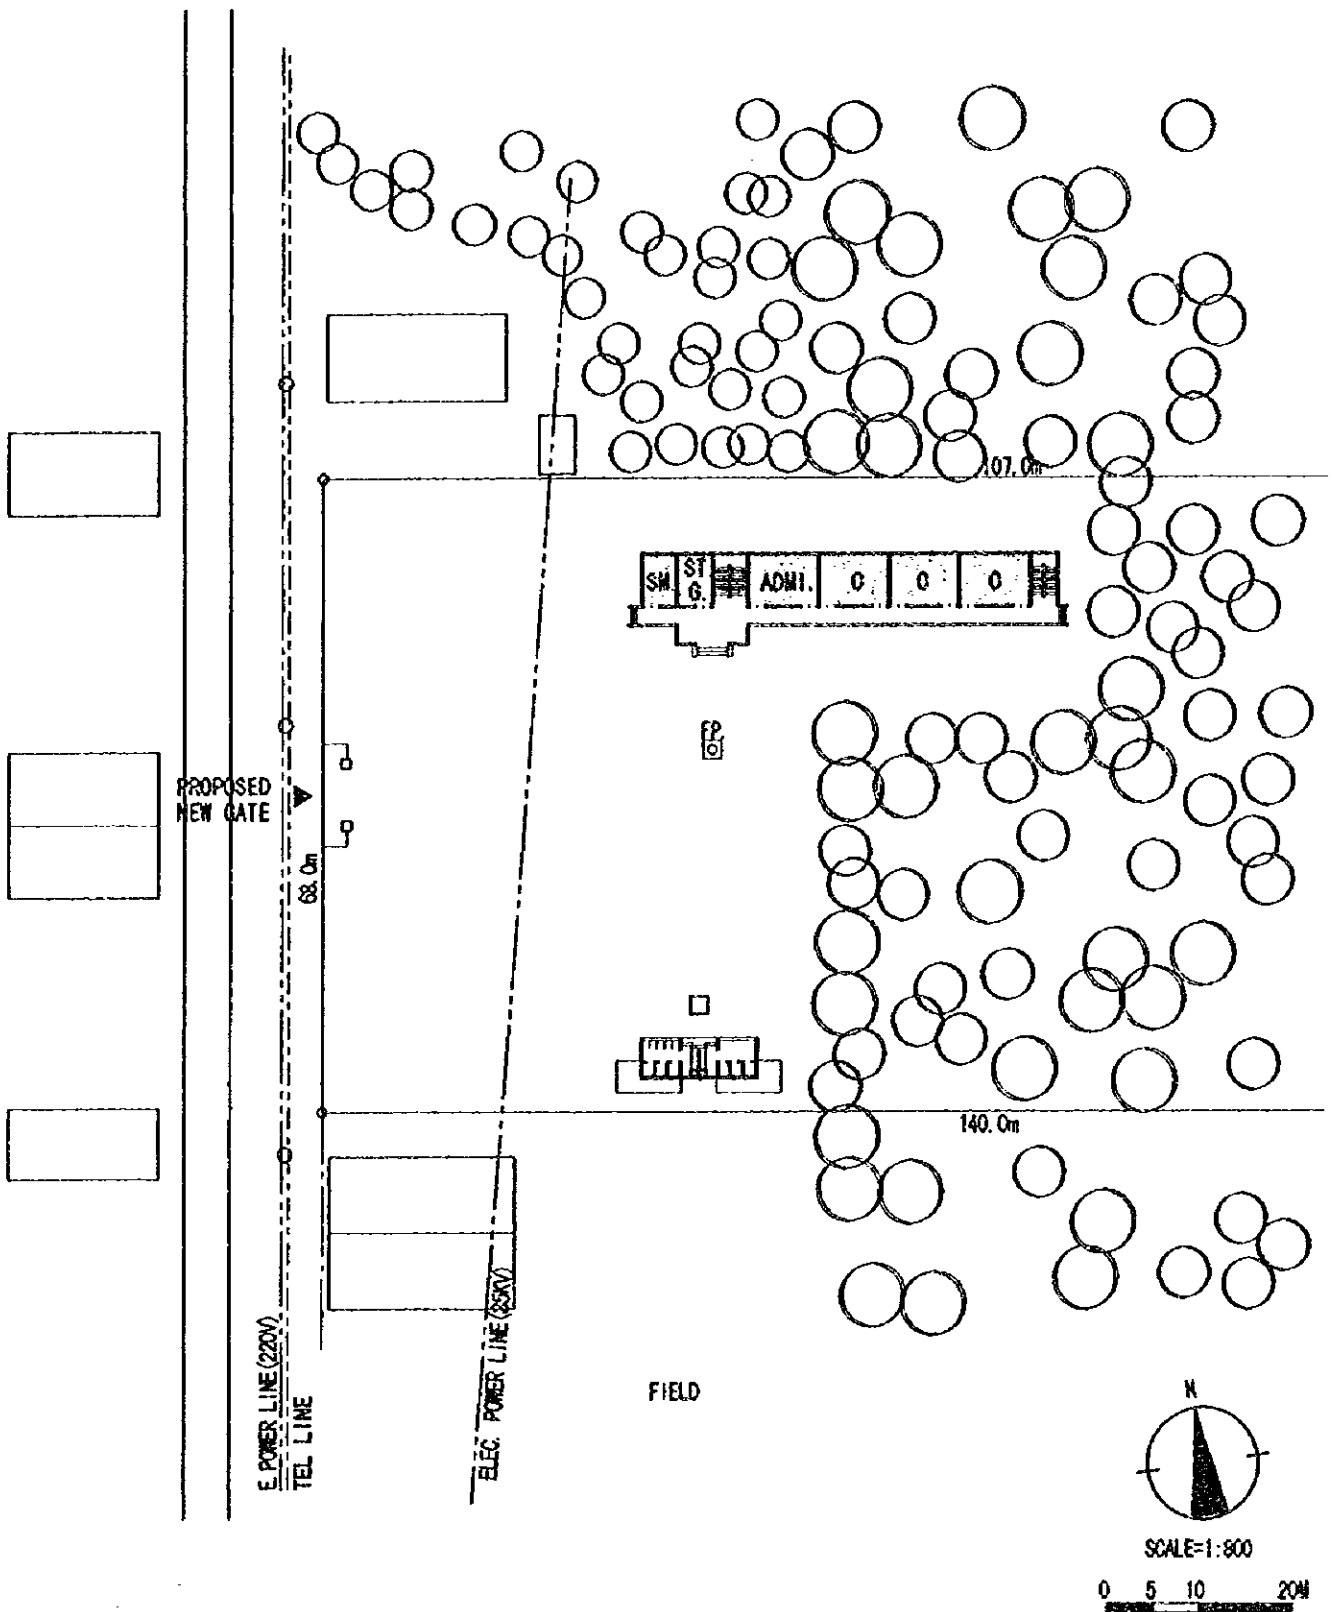 107.0m
SM.
ST
G.
ADMI.
C
C
C
FP.
PROPOSED
NEW GATE
68.0m
140.0m
E.POWER LINE(220V)
TEL LINE
ELEC. POWER LINE(35KV)
FIELD
N
SCALE=1:800
0 5 10 20M